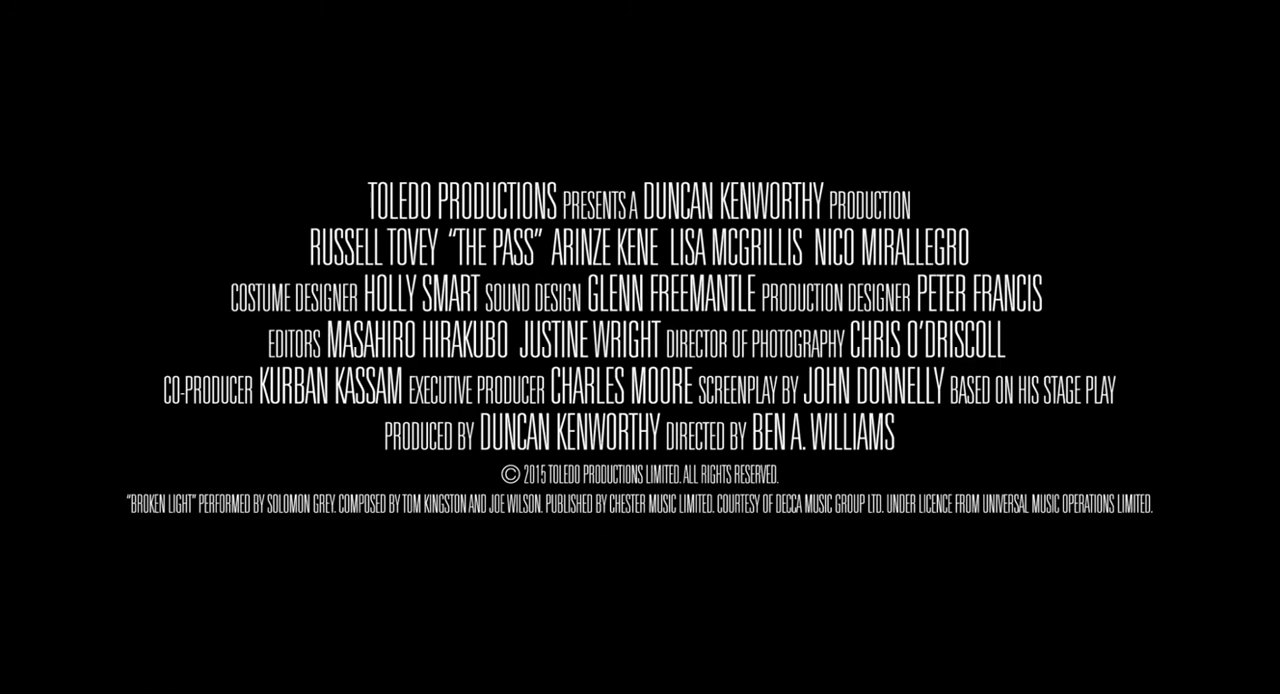 TOLEDO PRODUCTIONS PRESENTS A DUNCAN KENWORTHY PRODUCTION
RUSSELL TOVEY "THE PASS" ARINZE KENE LISA MCGRILLIS NICO MIRALLEGRO
COSTUME DESIGNER HOLLY SMART SOUND DESIGN GLENN FREEMANTLE PRODUCTION DESIGNER PETER FRANCIS
EDITORS MASAHIRO HIRAKUBO JUSTINE WRIGHT DIRECTOR OF PHOTOGRAPHY CHRIS O'DRISCOLL
CO-PRODUCER KURBAN KASSAM EXECUTIVE PRODUCER CHARLES MOORE SCREENPLAY BY JOHN DONNELLY BASED ON HIS STAGE PLAY
PRODUCED BY DUNCAN KENWORTHY DIRECTED BY BEN A. WILLIAMS
© 2015 TOLEDO PRODUCTIONS LIMITED. ALL RIGHTS RESERVED.
"BROKEN LIGHT" PERFORMED BY SOLOMON GREY. COMPOSED BY TOM KINGSTON AND JOE WILSON. PUBLISHED BY CHESTER MUSIC LIMITED. COURTESY OF DECCA MUSIC GROUP LTD. UNDER LICENCE FROM UNIVERSAL MUSIC OPERATIONS LIMITED.